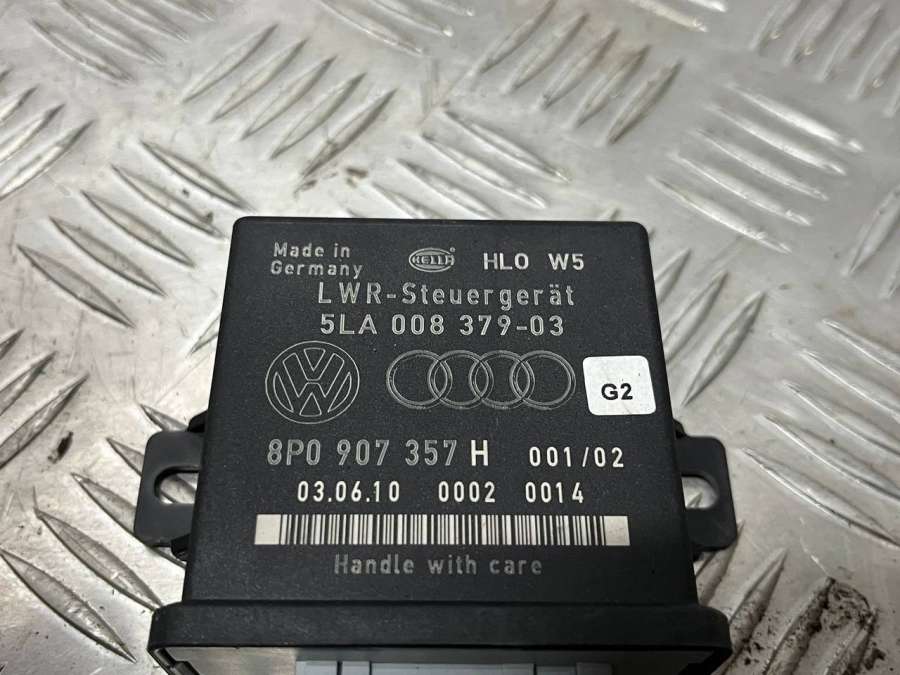 Made in
Germany
HELLA
HLO W5
LWR-Steuergerät
5LA 008 379-03
G2
8P0 907 357 H 001/02
03.06.10 0002 0014
Handle with care